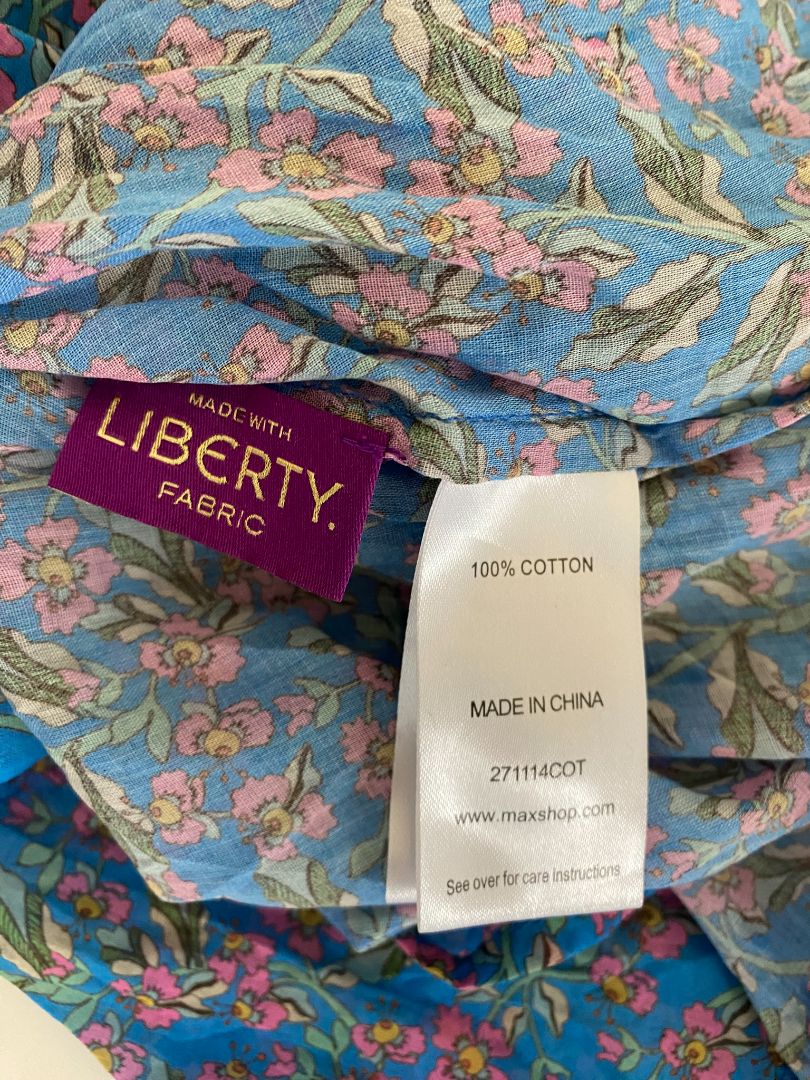 MADE WITH
LIBERTY.
FABRIC
100% COTTON
MADE IN CHINA
271114COT
www.maxshop.com
See over for care instructions